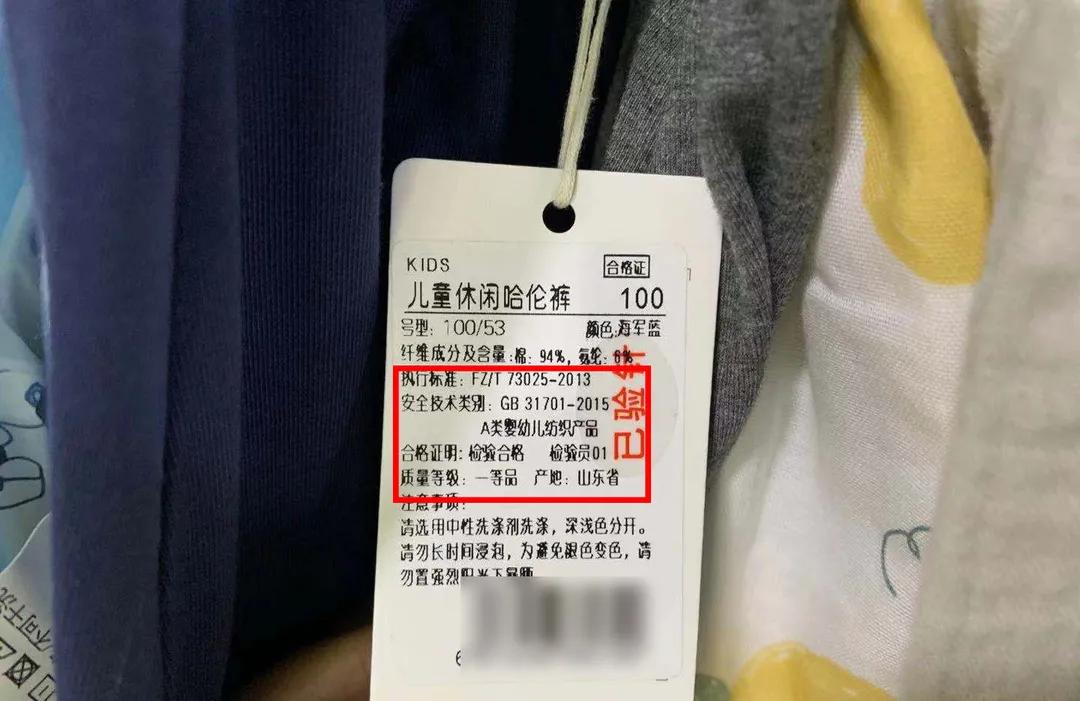 KIDS 合格证
儿童休闲哈伦裤 100
号型: 100/53 颜色:海军蓝
纤维成分及含量:棉: 94%, 氨纶: 6%
执行标准: FZ/T 73025-2013
安全技术类别: GB 31701-2015
A类婴幼儿纺织产品
合格证明: 检验合格 检验员01
质量等级: 一等品 产地: 山东省
注意事项:
请选用中性洗涤剂洗涤，深浅色分开。
请勿长时间浸泡，为避免退色变色，请
勿置强烈阳光下暴晒
已验针
不可干洗